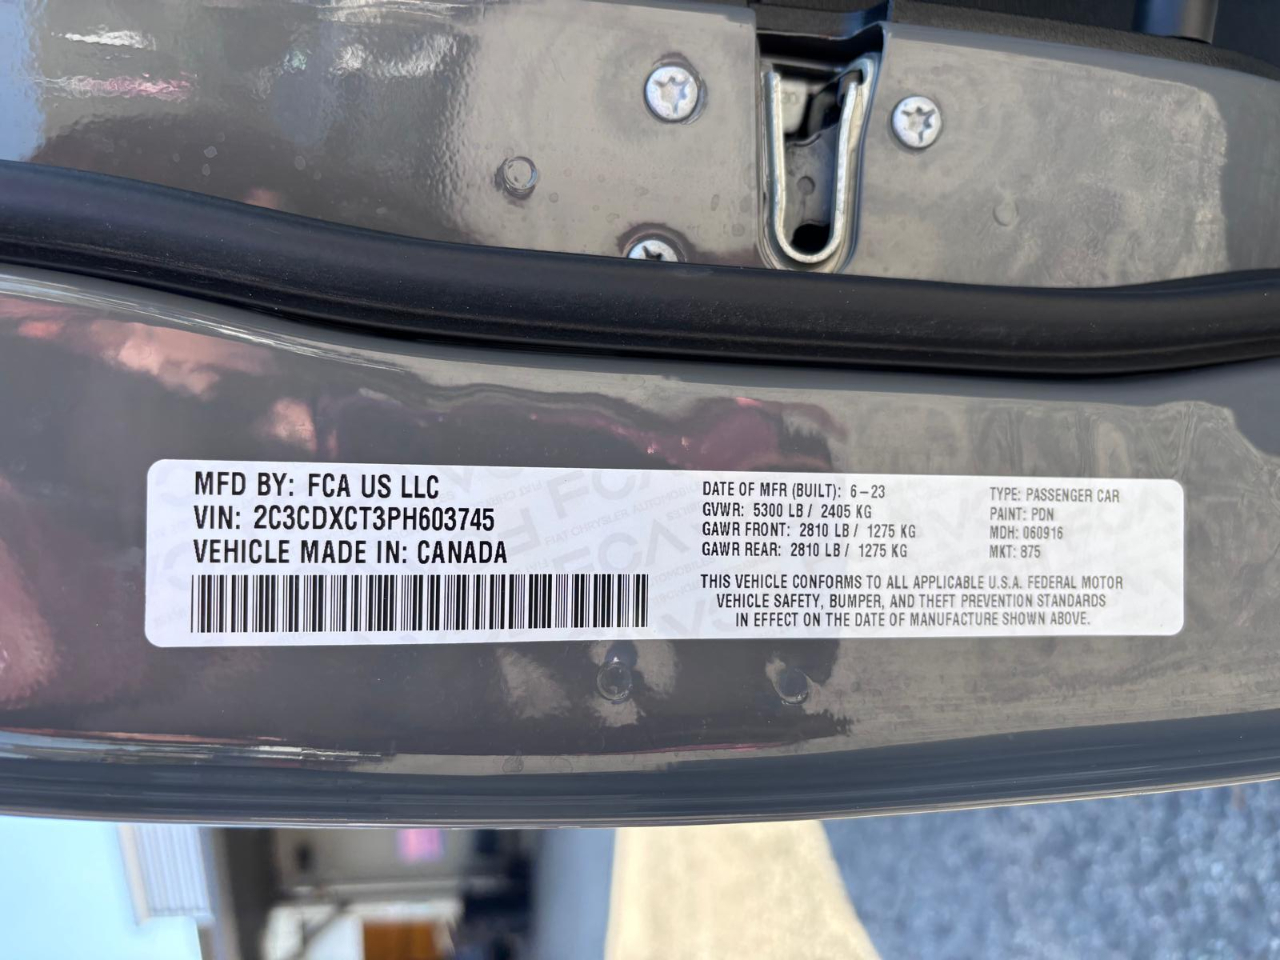 MFD BY: FCA US LLC
VIN: 2C3CDXCT3PH603745
VEHICLE MADE IN: CANADA
DATE OF MFR (BUILT): 6-23
GVWR: 5300 LB / 2405 KG
GAWR FRONT: 2810 LB / 1275 KG
GAWR REAR: 2810 LB / 1275 KG
TYPE: PASSENGER CAR
PAINT: PDN
MDH: 060916
MKT: 875
THIS VEHICLE CONFORMS TO ALL APPLICABLE U.S.A. FEDERAL MOTOR
VEHICLE SAFETY, BUMPER, AND THEFT PREVENTION STANDARDS
IN EFFECT ON THE DATE OF MANUFACTURE SHOWN ABOVE.